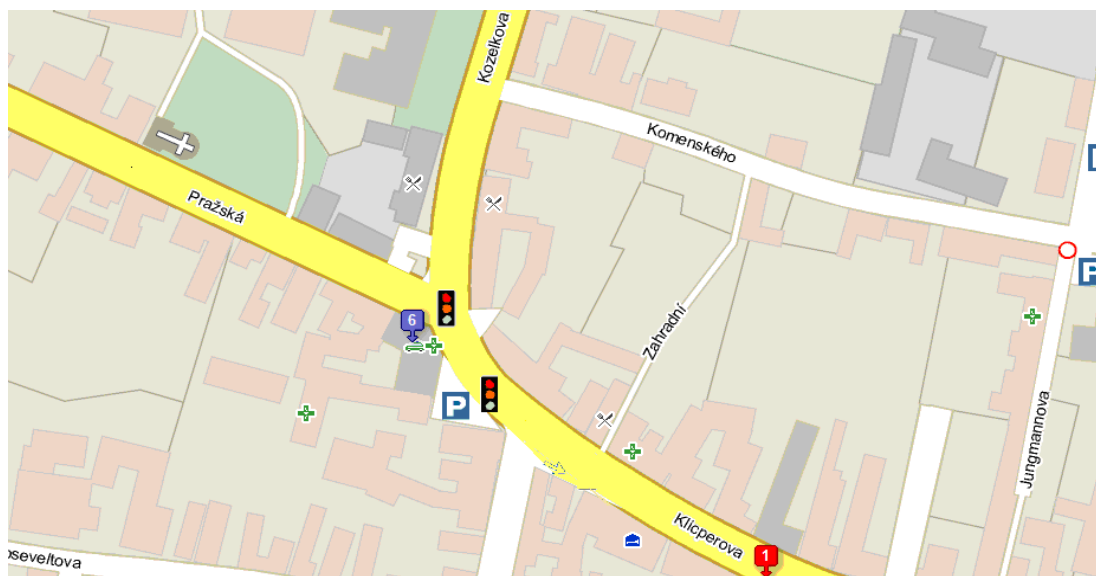 Kozelkova
Komenského
Pražská
P
6
Zahradní
P
Jungmannova
Klicperova
1
oseveltova